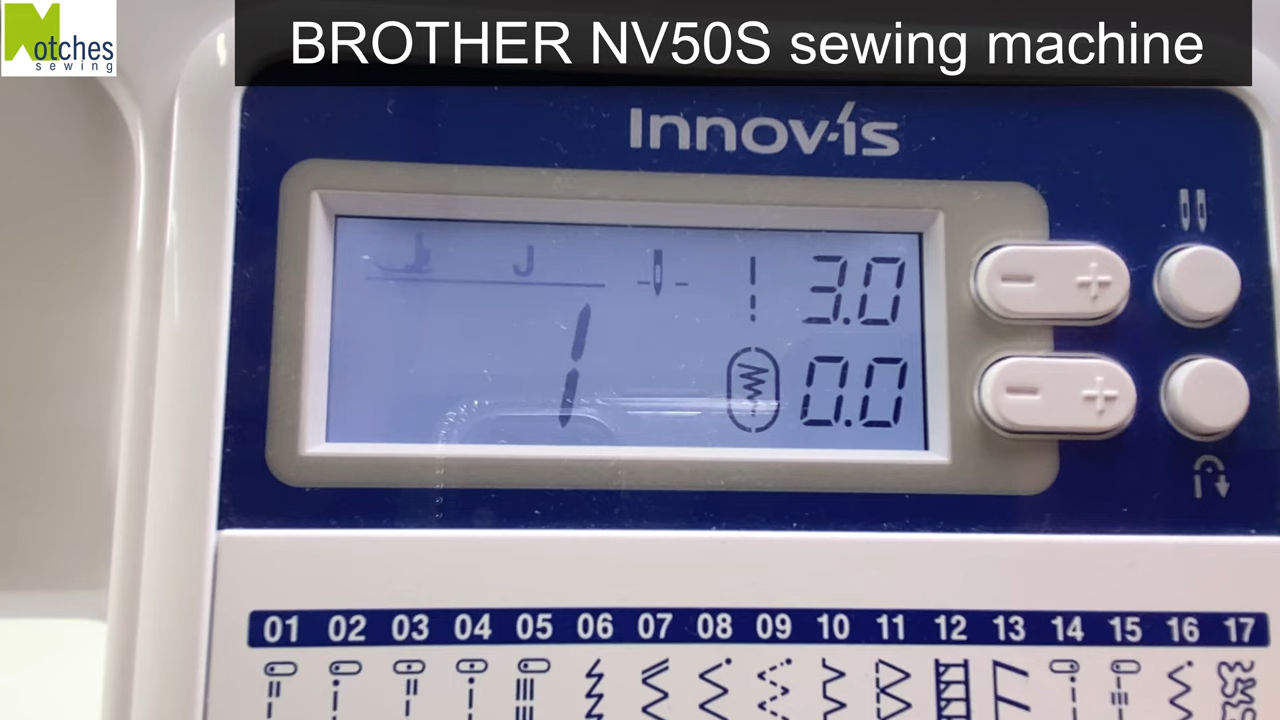 Notches
sewing
BROTHER NV50S sewing machine
Innov-ís
J
3.0
1
0.0
- +
- +
01 02 03 04 05 06 07 08 09 10 11 12 13 14 15 16 17